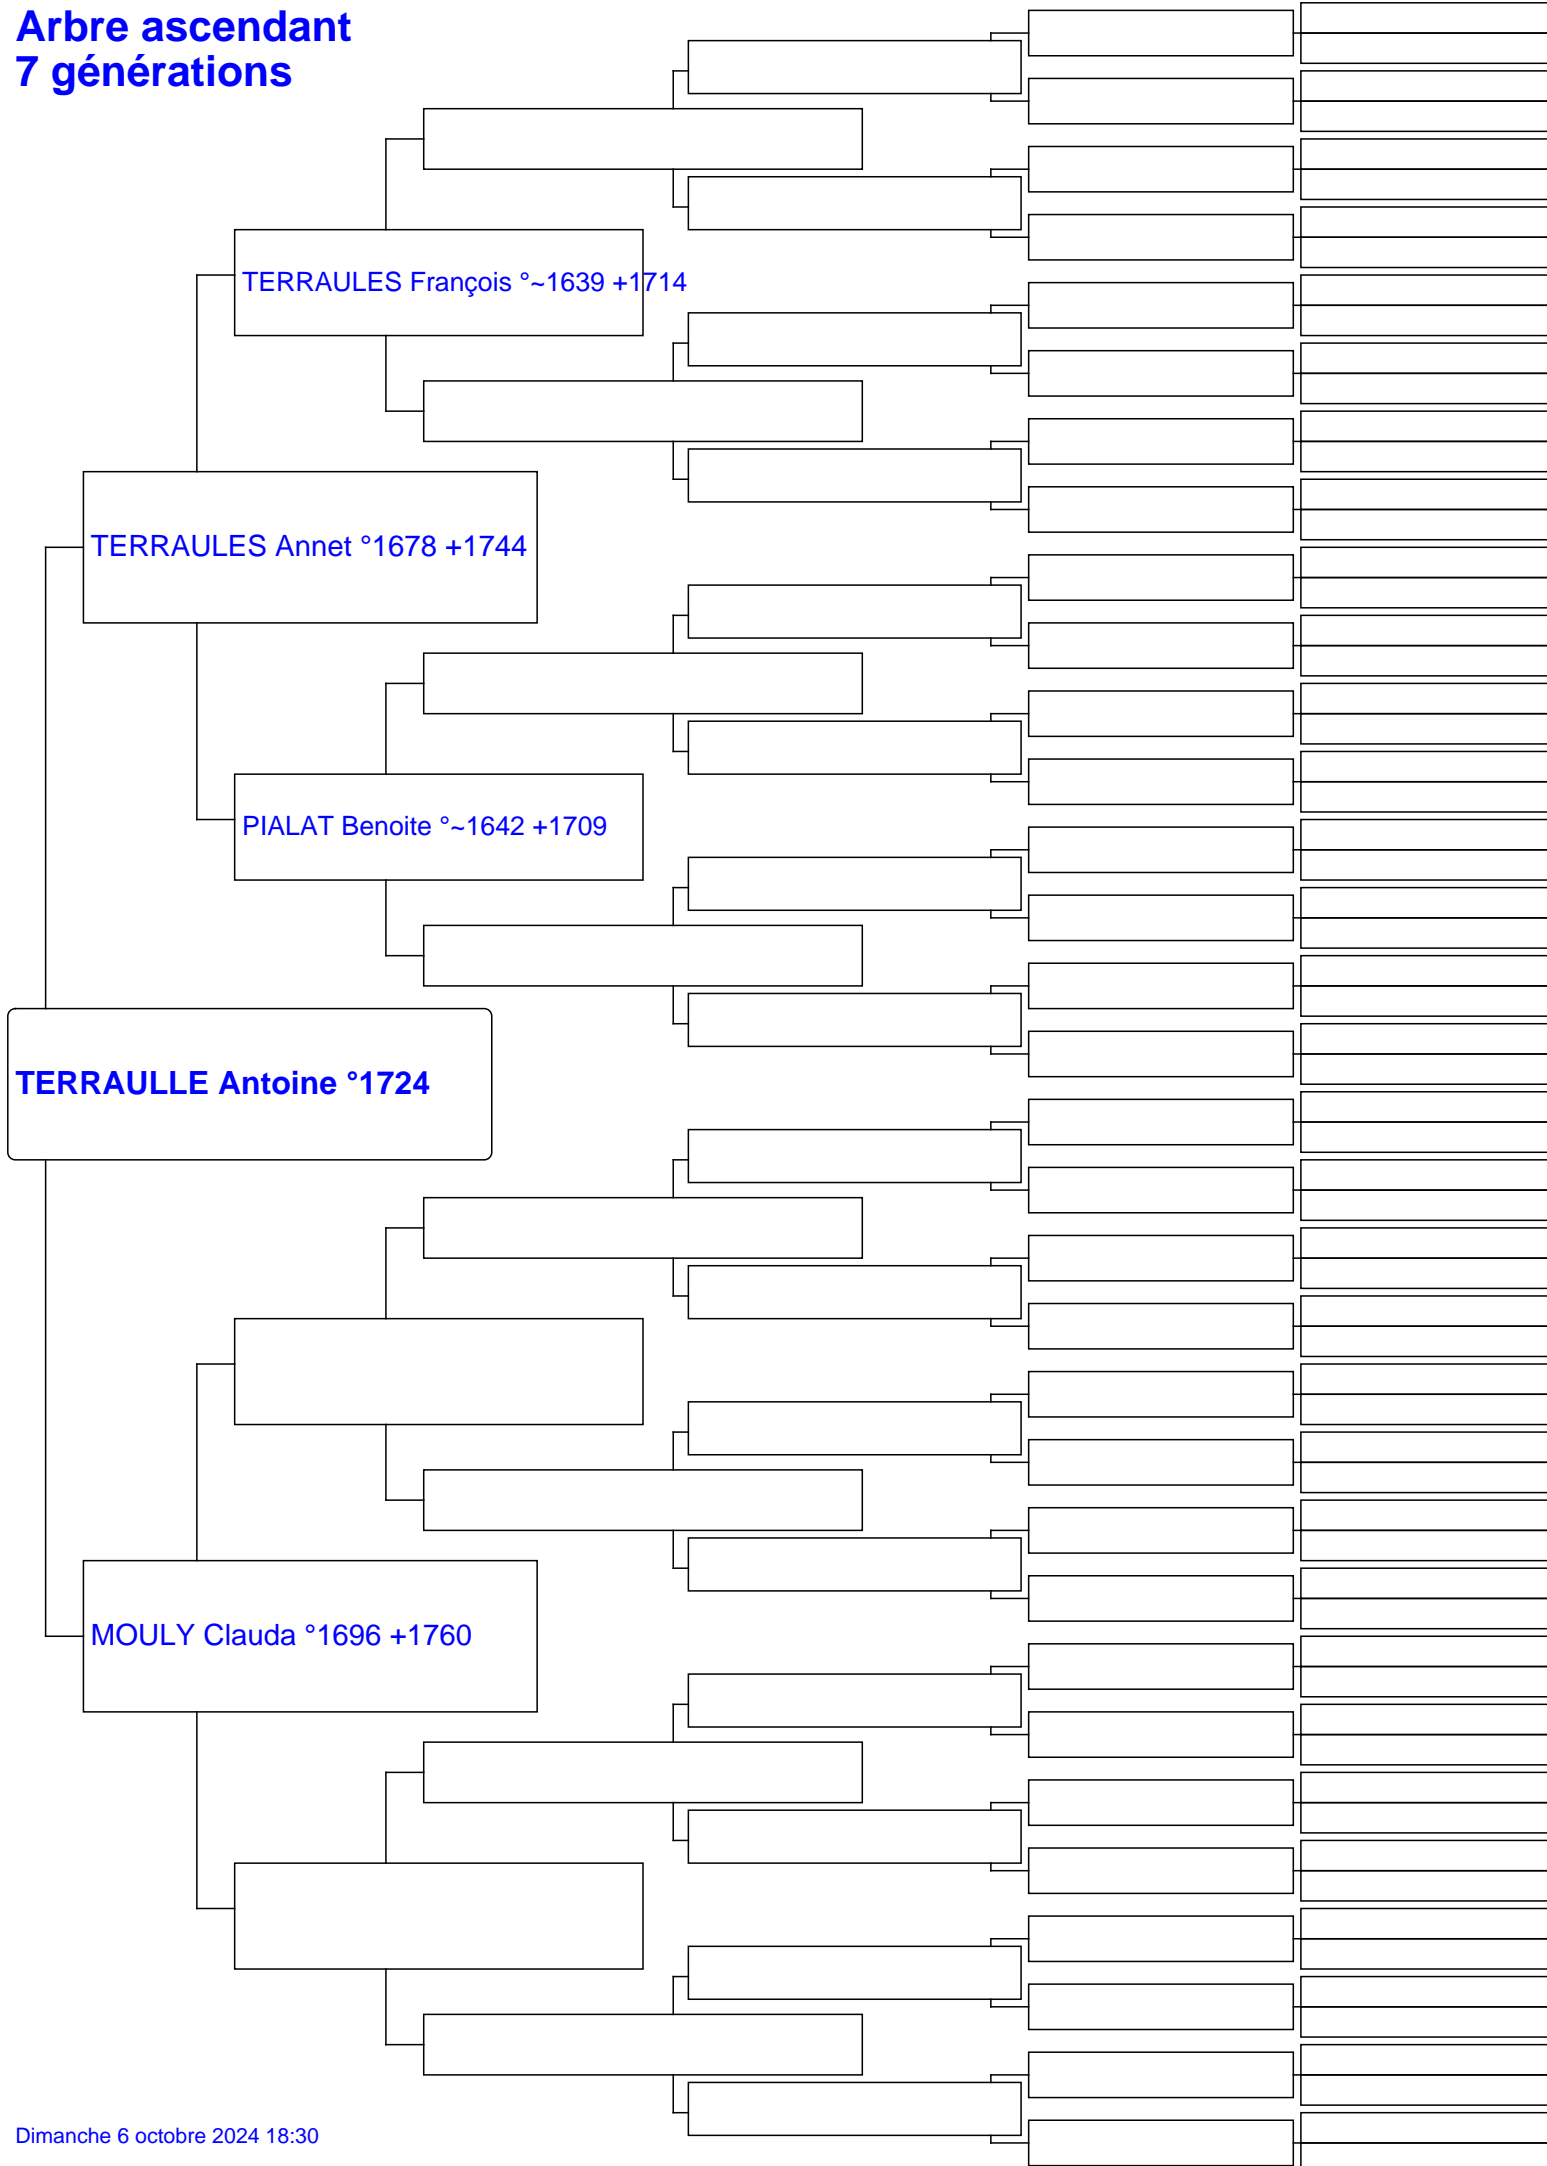 Arbre ascendant
7 générations
TERRAULES François °~1639 +1714
TERRAULES Annet °1678 +1744
PIALAT Benoite °~1642 +1709
TERRAULLE Antoine °1724
MOULY Clauda °1696 +1760
Dimanche 6 octobre 2024 18:30